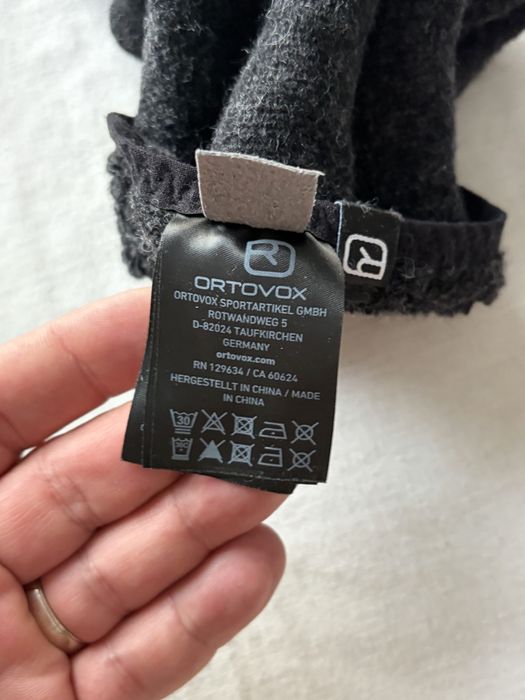 ORTOVOX
ORTOVOX SPORTARTIKEL GMBH
ROTWANDWEG 5
D-82024 TAUFKIRCHEN
GERMANY
ortovox.com
RN 129634 / CA 60624
HERGESTELLT IN CHINA / MADE
IN CHINA
30
30C